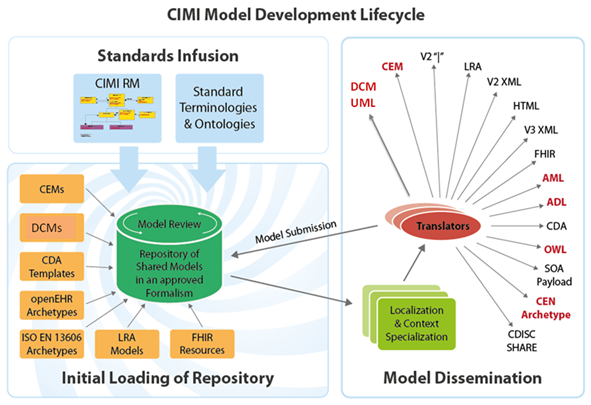 CIMI Model Development Lifecycle
Standards Infusion
CIMI RM
Standard
Terminologies
& Ontologies
CEMs
DCMs
CDA
Templates
openEHR
Archetypes
ISO EN 13606
Archetypes
LRA
Models
FHIR
Resources
Model Review
Repository of
Shared Models
in an approved
Formalism
Initial Loading of Repository
Model Submission
DCM
UML
CEM
V2 "|"
LRA
V2 XML
HTML
V3 XML
FHIR
AML
ADL
CDA
OWL
SOA
Payload
CEN
Archetype
CDISC
SHARE
Translators
Localization
& Context
Specialization
Model Dissemination